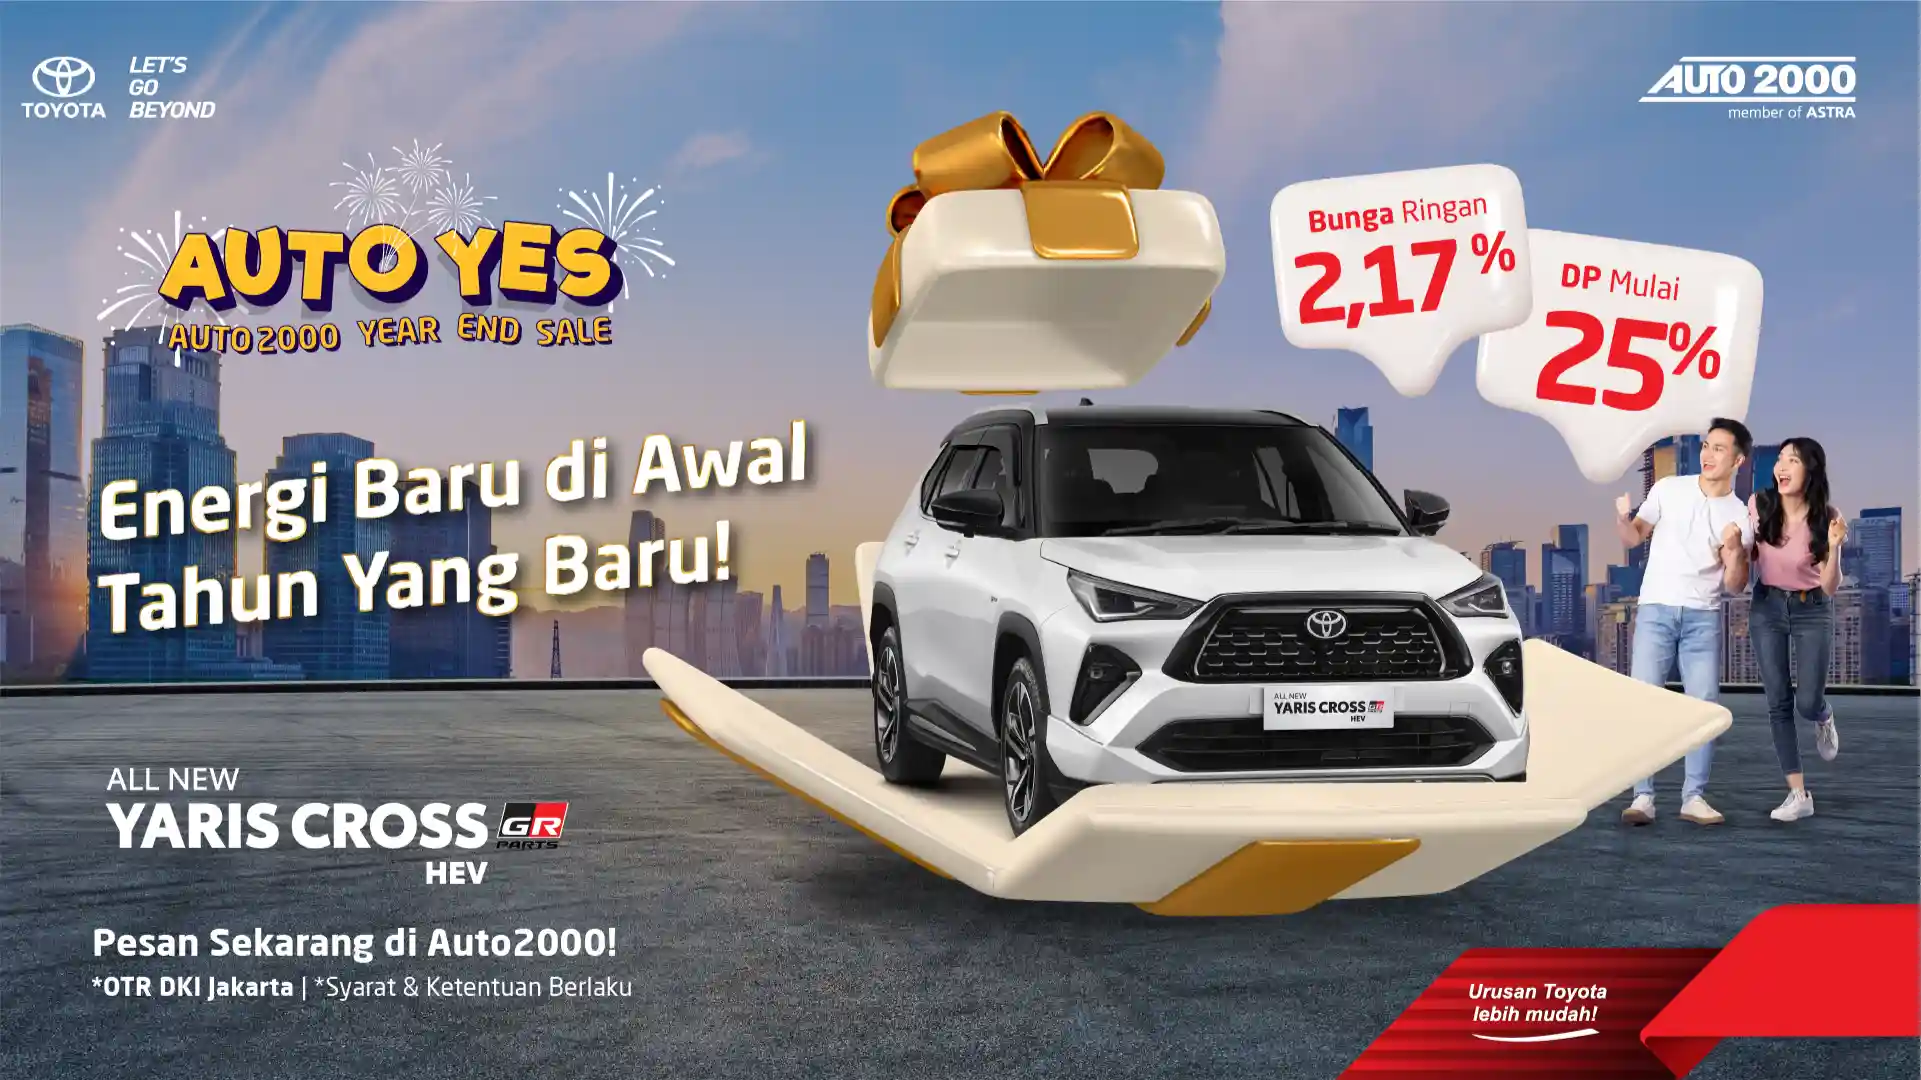 TOYOTA
LET'S
GO
BEYOND
AUTO 2000
member of ASTRA
AUTO YES
AUTO2000 YEAR END SALE
Bunga Ringan
2,17%
DP Mulai
25%
Energi Baru di Awal
Tahun Yang Baru!
ALL NEW
YARIS CROSS GR
HEV
ALL NEW
YARIS CROSS GR
PARTS
HEV
Pesan Sekarang di Auto2000!
*OTR DKI Jakarta | *Syarat & Ketentuan Berlaku
Urusan Toyota
lebih mudah!